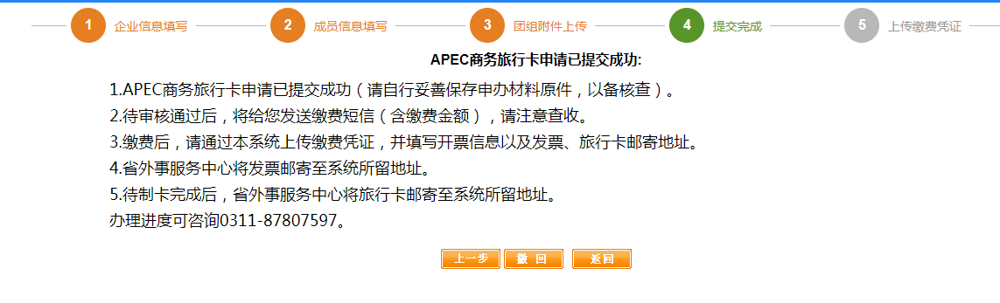 1 企业信息填写 2 成员信息填写 3 团组附件上传 4 提交完成 5 上传缴费凭证
APEC商务旅行卡申请已提交成功:
1.APEC商务旅行卡申请已提交成功（请自行妥善保存申办材料原件，以备核查）。
2.待审核通过后，将给您发送缴费短信（含缴费金额），请注意查收。
3.缴费后，请通过本系统上传缴费凭证，并填写开票信息以及发票、旅行卡邮寄地址。
4.省外事服务中心将发票邮寄至系统所留地址。
5.待制卡完成后，省外事服务中心将旅行卡邮寄至系统所留地址。
办理进度可咨询0311-87807597。
上一步 撤 回 返回